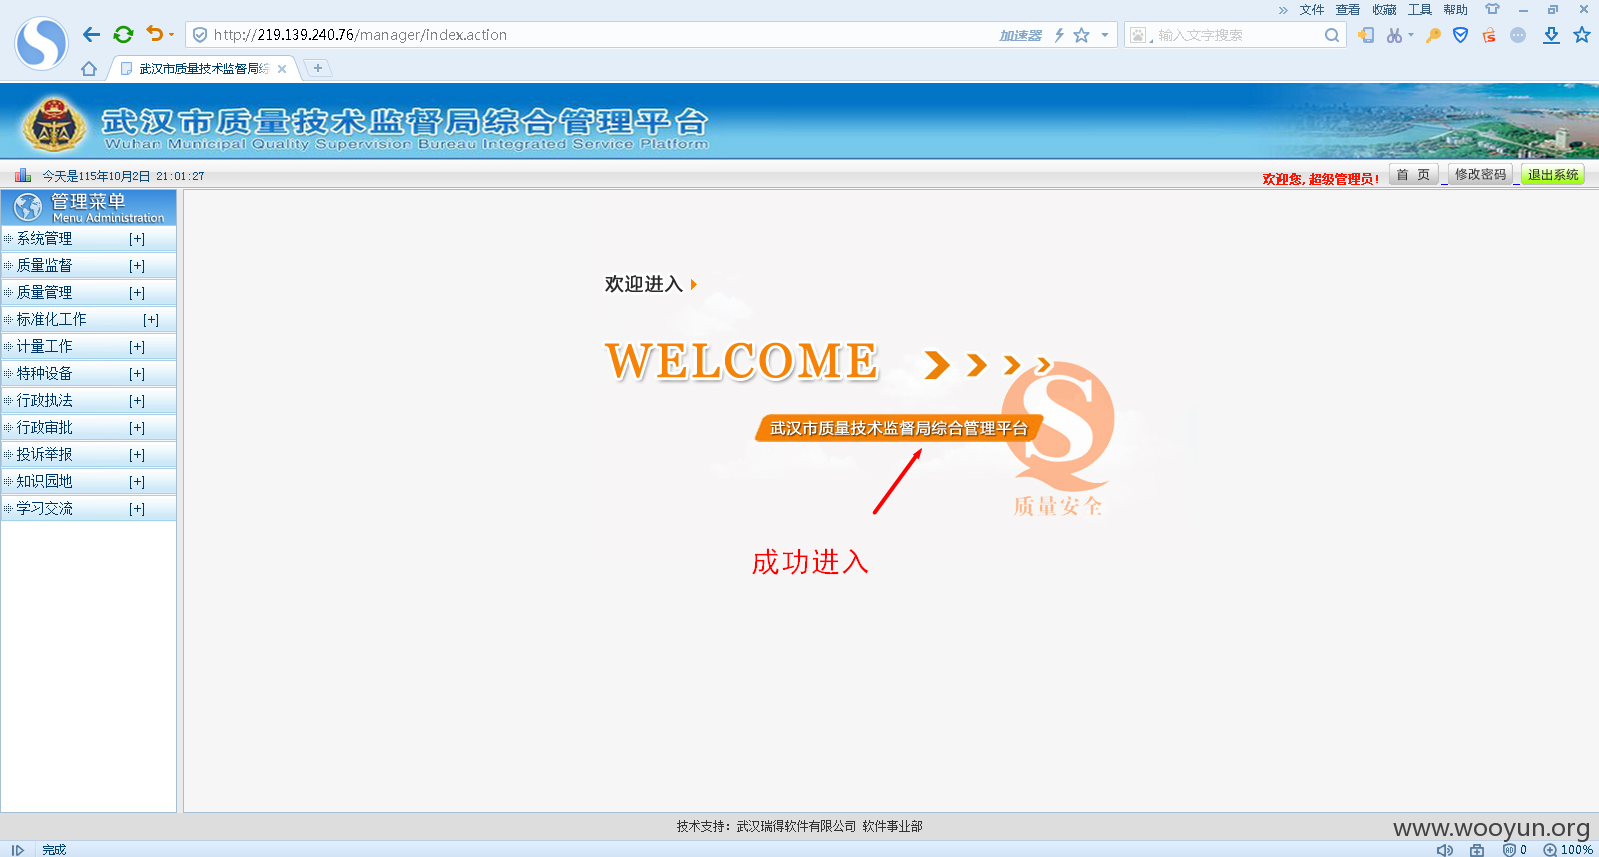 » 文件 查看 收藏 工具 帮助
http://219.139.240.76/manager/index.action
加速器
输入文字搜索
武汉市质量技术监督局综
武汉市质量技术监督局综合管理平台
Wuhan Municipal Quality Supervision Bureau Integrated Service Platform
今天是115年10月2日 21:01:27
欢迎您, 超级管理员!
首 页
修改密码
退出系统
管理菜单
Menu Administration
系统管理 [+]
质量监督 [+]
质量管理 [+]
标准化工作 [+]
计量工作 [+]
特种设备 [+]
行政执法 [+]
行政审批 [+]
投诉举报 [+]
知识园地 [+]
学习交流 [+]
欢迎进入
WELCOME
武汉市质量技术监督局综合管理平台
质量安全
成功进入
技术支持：武汉瑞得软件有限公司 软件事业部
www.wooyun.org
完成
0
100%